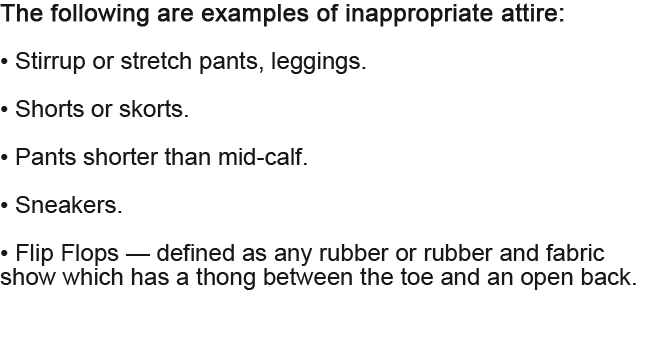 The following are examples of inappropriate attire:
• Stirrup or stretch pants, leggings.
• Shorts or skorts.
• Pants shorter than mid-calf.
• Sneakers.
• Flip Flops — defined as any rubber or rubber and fabric
show which has a thong between the toe and an open back.